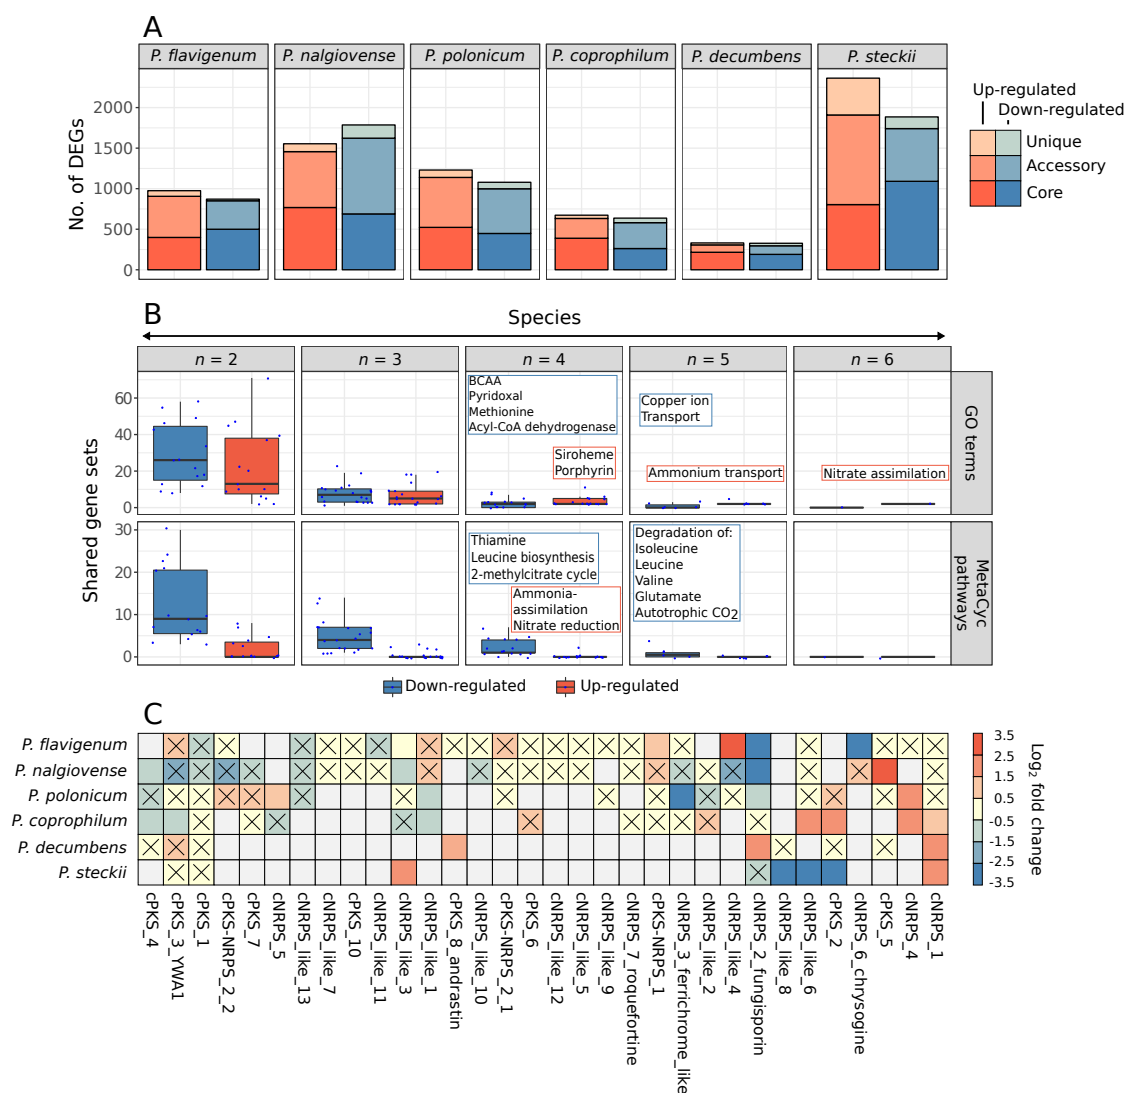 A
P. flavigenum
P. nalgiovense
P. polonicum
P. coprophilum
P. decumbens
P. steckii
No. of DEGs
2000
1500
1000
500
0
Up-regulated
Down-regulated
Unique
Accessory
Core
B
Species
n = 2
n = 3
n = 4
n = 5
n = 6
Shared gene sets
60
40
20
0
BCAA
Pyridoxal
Methionine
Acyl-CoA dehydrogenase
Siroheme
Porphyrin
Copper ion
Transport
Ammonium transport
Nitrate assimilation
GO terms
30
20
10
0
Thiamine
Leucine biosynthesis
2-methylcitrate cycle
Ammonia-
assimilation
Nitrate reduction
Degradation of:
Isoleucine
Leucine
Valine
Glutamate
Autotrophic CO2
MetaCyc
pathways
Down-regulated
Up-regulated
C
P. flavigenum
P. nalgiovense
P. polonicum
P. coprophilum
P. decumbens
P. steckii
3.5
2.5
1.5
0.5
-0.5
-1.5
-2.5
-3.5
Log2 fold change
cPKS_4
cPKS_3_YWA1
cPKS_1
cPKS-NRPS_2_2
cPKS_7
cNRPS_5
cNRPS_like_13
cNRPS_like_7
cPKS_10
cNRPS_like_11
cNRPS_like_3
cNRPS_like_1
cPKS_8_andrastin
cNRPS_like_10
cPKS-NRPS_2_1
cPKS_6
cNRPS_like_12
cNRPS_like_5
cNRPS_like_9
cNRPS_7_roquefortine
cPKS-NRPS_1
cNRPS_3_ferrichrome_like
cNRPS_like_2
cNRPS_like_4
cNRPS_2_fungisporin
cNRPS_like_8
cNRPS_like_6
cPKS_2
cNRPS_6_chrysogine
cPKS_5
cNRPS_4
cNRPS_1